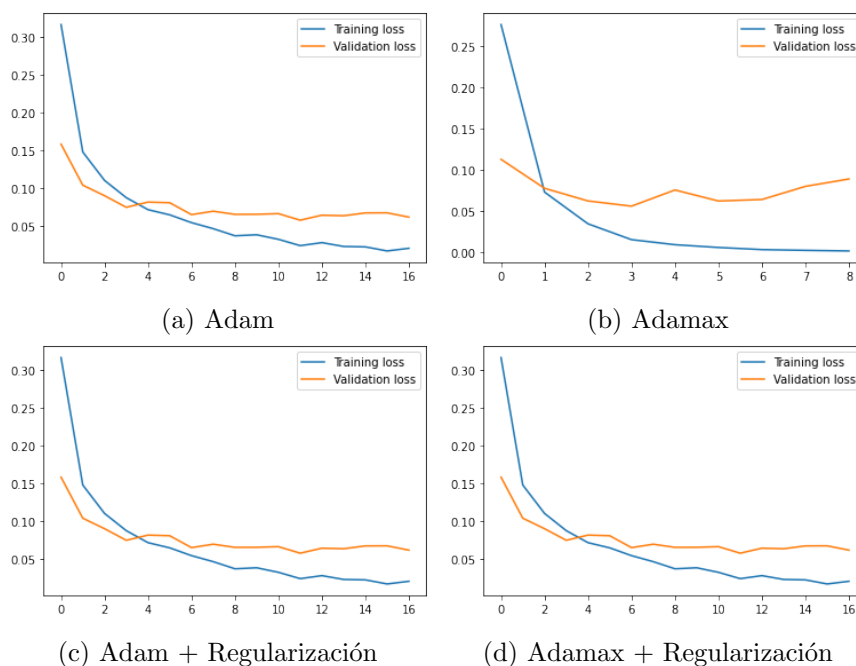 Training loss
Validation loss
0.30
0.25
0.20
0.15
0.10
0.05
0 2 4 6 8 10 12 14 16
(a) Adam
Training loss
Validation loss
0.25
0.20
0.15
0.10
0.05
0.00
0 1 2 3 4 5 6 7 8
(b) Adamax
Training loss
Validation loss
0.30
0.25
0.20
0.15
0.10
0.05
0 2 4 6 8 10 12 14 16
(c) Adam + Regularización
Training loss
Validation loss
0.30
0.25
0.20
0.15
0.10
0.05
0 2 4 6 8 10 12 14 16
(d) Adamax + Regularización